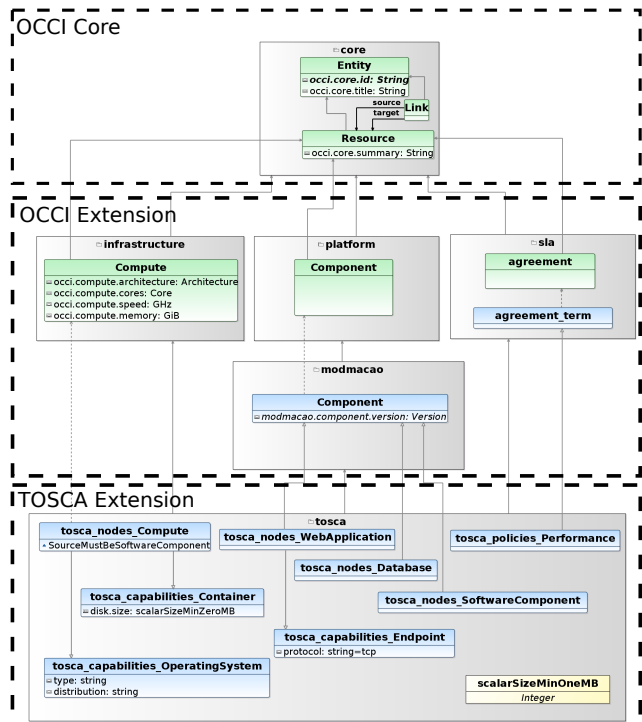 OCCI Core
core
Entity
occi.core.id: String
occi.core.title: String
source
Link
target
Resource
occi.core.summary: String
OCCI Extension
infrastructure
Compute
occi.compute.architecture: Architecture
occi.compute.cores: Core
occi.compute.speed: GHz
occi.compute.memory: GiB
platform
Component
sla
agreement
agreement_term
modmacao
Component
modmacao.component.version: Version
TOSCA Extension
tosca
tosca_nodes_Compute
SourceMustBeSoftwareComponent
tosca_nodes_WebApplication
tosca_policies_Performance
tosca_nodes_Database
tosca_capabilities_Container
disk.size: scalarSizeMinZeroMB
tosca_nodes_SoftwareComponent
tosca_capabilities_Endpoint
protocol: string=tcp
tosca_capabilities_OperatingSystem
type: string
distribution: string
scalarSizeMinOneMB
Integer